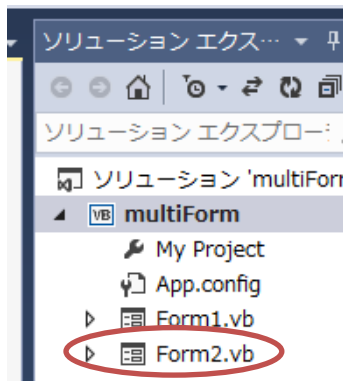 ソリューション エクス…
ソリューション エクスプロー
ソリューション 'multiForm
VB multiForm
My Project
App.config
Form1.vb
Form2.vb